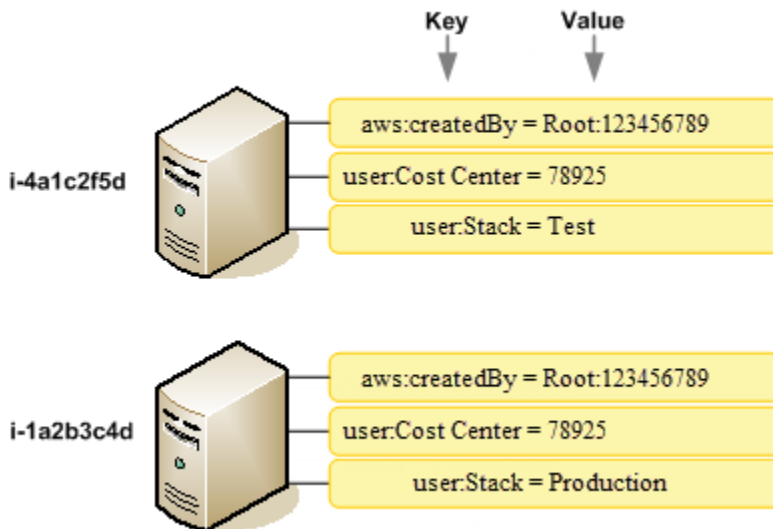 Key Value
aws:createdBy = Root:123456789
i-4a1c2f5d user:Cost Center = 78925
user:Stack = Test
aws:createdBy = Root:123456789
i-1a2b3c4d user:Cost Center = 78925
user:Stack = Production